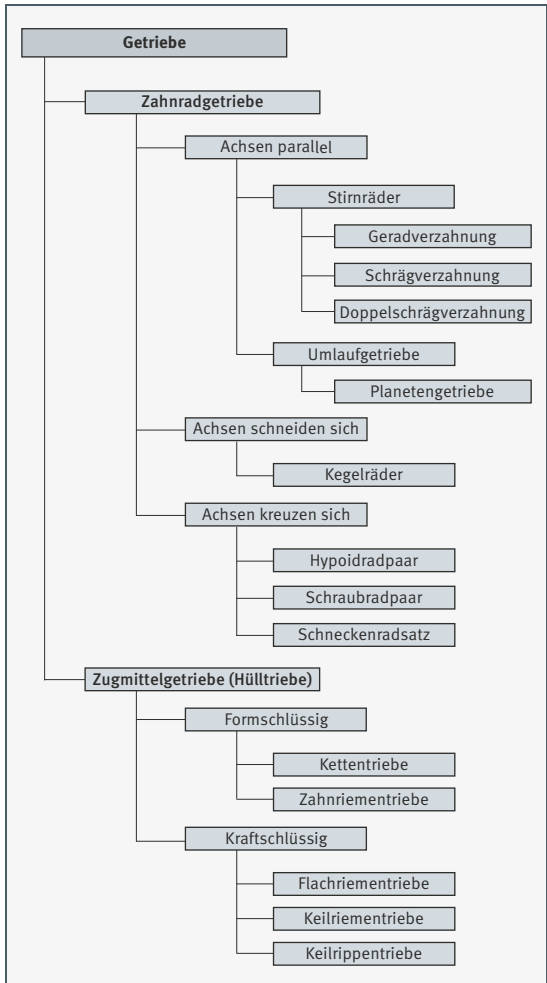 Getriebe
Zahnradgetriebe
Achsen parallel
Stirnräder
Geradverzahnung
Schrägverzahnung
Doppelschrägverzahnung
Umlaufgetriebe
Planetengetriebe
Achsen schneiden sich
Kegelräder
Achsen kreuzen sich
Hypoidradpaar
Schraubradpaar
Schneckenradsatz
Zugmittelgetriebe (Hülltriebe)
Formschlüssig
Kettentriebe
Zahnriementriebe
Kraftschlüssig
Flachriementriebe
Keilriementriebe
Keilrippentriebe